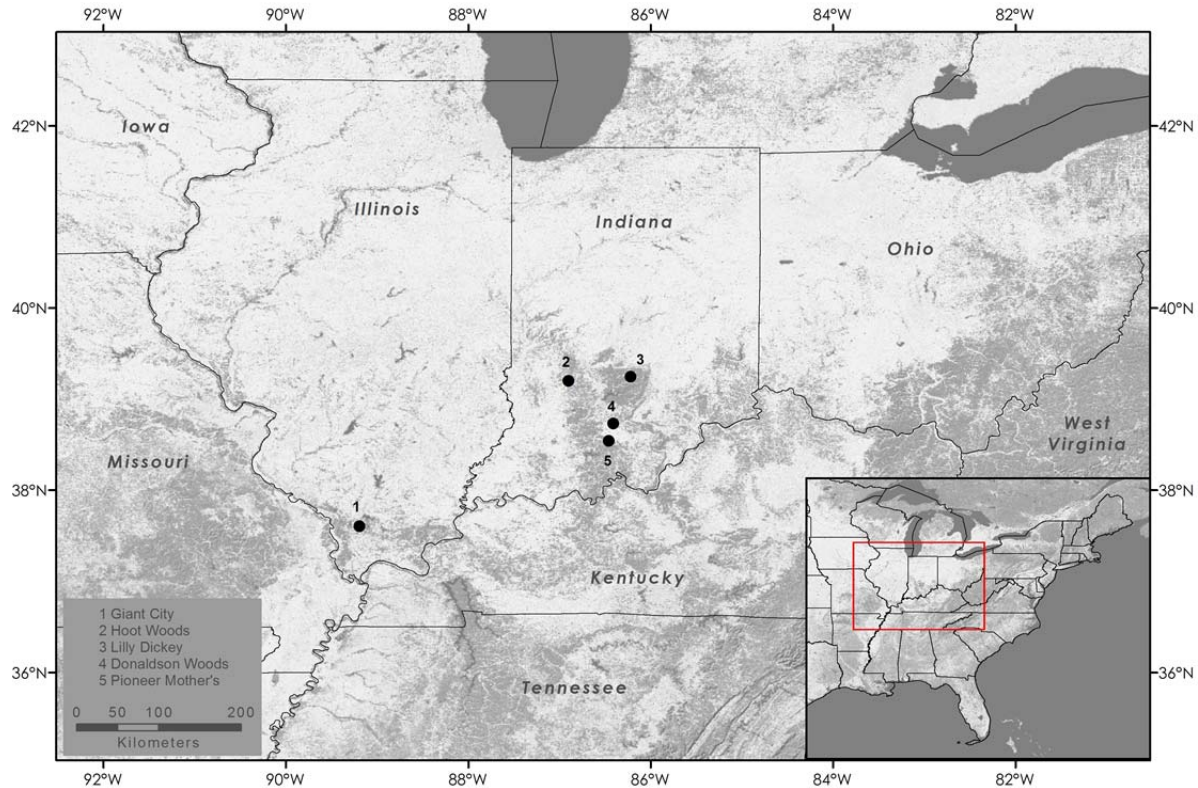 92°W 90°W 88°W 86°W 84°W 82°W
42°N 42°N
Iowa
Illinois
Indiana
Ohio
40°N 40°N
2 3
4
5
West
Virginia
Missouri
38°N 38°N
1
Kentucky
1 Giant City
2 Hoot Woods
3 Lilly Dickey
4 Donaldson Woods
5 Pioneer Mother's
36°N 36°N
Tennessee
0 50 100 200
Kilometers
92°W 90°W 88°W 86°W 84°W 82°W